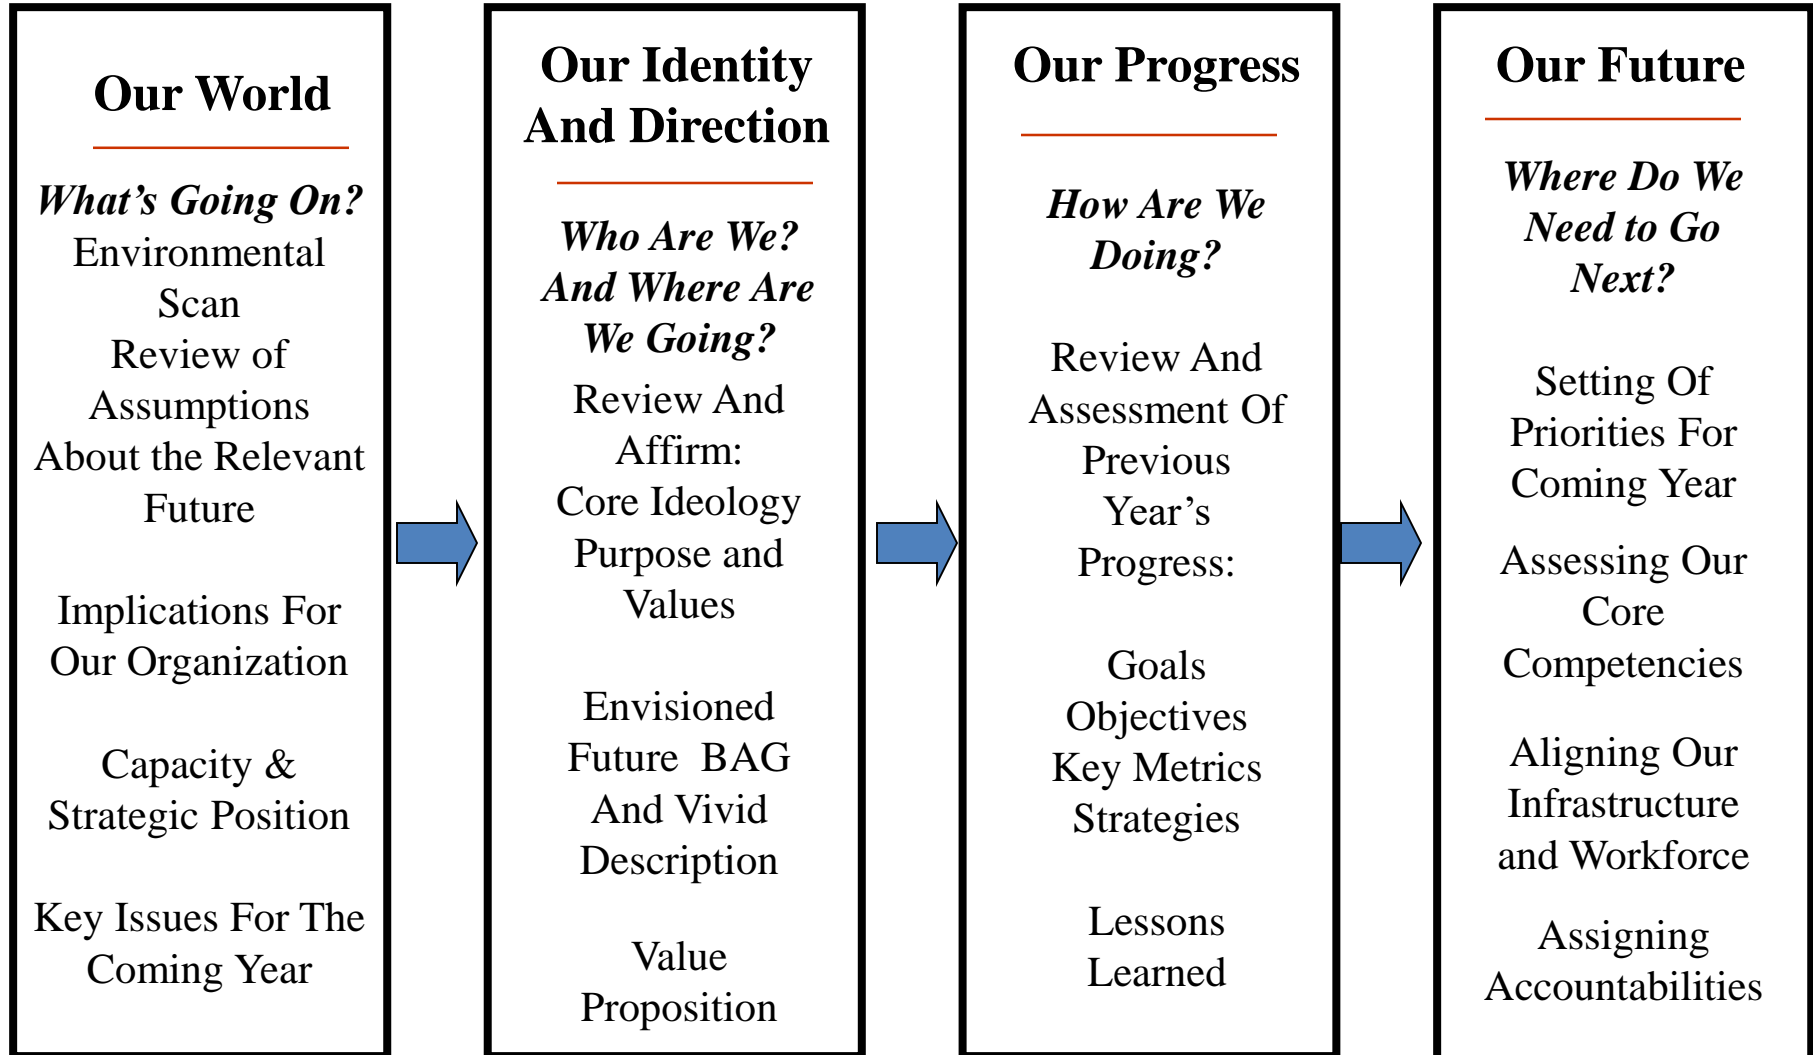 Our World
What's Going On?
Environmental
Scan
Review of
Assumptions
About the Relevant
Future
Implications For
Our Organization
Capacity &
Strategic Position
Key Issues For The
Coming Year
Our Identity
And Direction
Who Are We?
And Where Are
We Going?
Review And
Affirm:
Core Ideology
Purpose and
Values
Envisioned
Future  BAG
And Vivid
Description
Value
Proposition
Our Progress
How Are We
Doing?
Review And
Assessment Of
Previous
Year's
Progress:
Goals
Objectives
Key Metrics
Strategies
Lessons
Learned
Our Future
Where Do We
Need to Go
Next?
Setting Of
Priorities For
Coming Year
Assessing Our
Core
Competencies
Aligning Our
Infrastructure
and Workforce
Assigning
Accountabilities